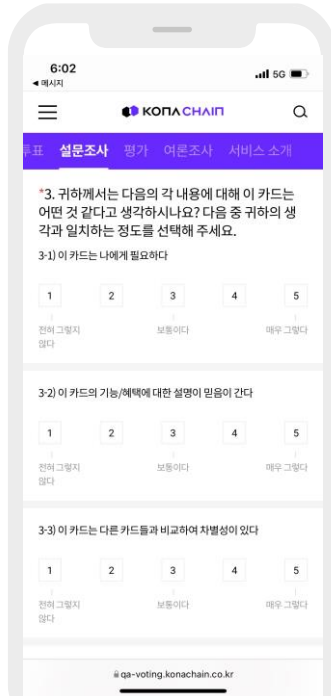 6:02
5G
◀ 메시지
KONA CHAIN
투표 설문조사 평가 여론조사 서비스 소개
*3. 귀하께서는 다음의 각 내용에 대해 이 카드는
어떤 것 같다고 생각하시나요? 다음 중 귀하의 생
각과 일치하는 정도를 선택해 주세요.
3-1) 이 카드는 나에게 필요하다
1 2 3 4 5
전혀 그렇지 보통이다 매우 그렇다
않다
3-2) 이 카드의 기능/혜택에 대한 설명이 믿음이 간다
1 2 3 4 5
전혀 그렇지 보통이다 매우 그렇다
않다
3-3) 이 카드는 다른 카드들과 비교하여 차별성이 있다
1 2 3 4 5
전혀 그렇지 보통이다 매우 그렇다
않다
qa-voting.konachain.co.kr